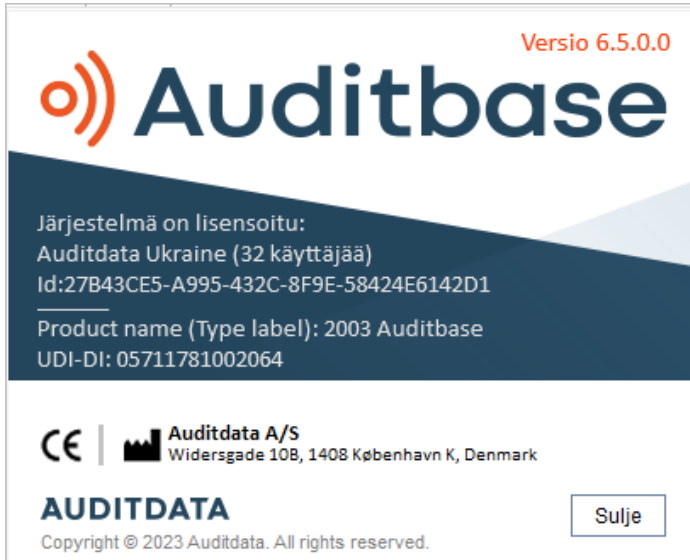 Versio 6.5.0.0
Auditbase
Järjestelmä on lisensoitu:
Auditdata Ukraine (32 käyttäjää)
Id:27B43CE5-A995-432C-8F9E-58424E6142D1
Product name (Type label): 2003 Auditbase
UDI-DI: 05711781002064
CE
Auditdata A/S
Widersgade 10B, 1408 København K, Denmark
AUDITDATA
Sulje
Copyright © 2023 Auditdata. All rights reserved.